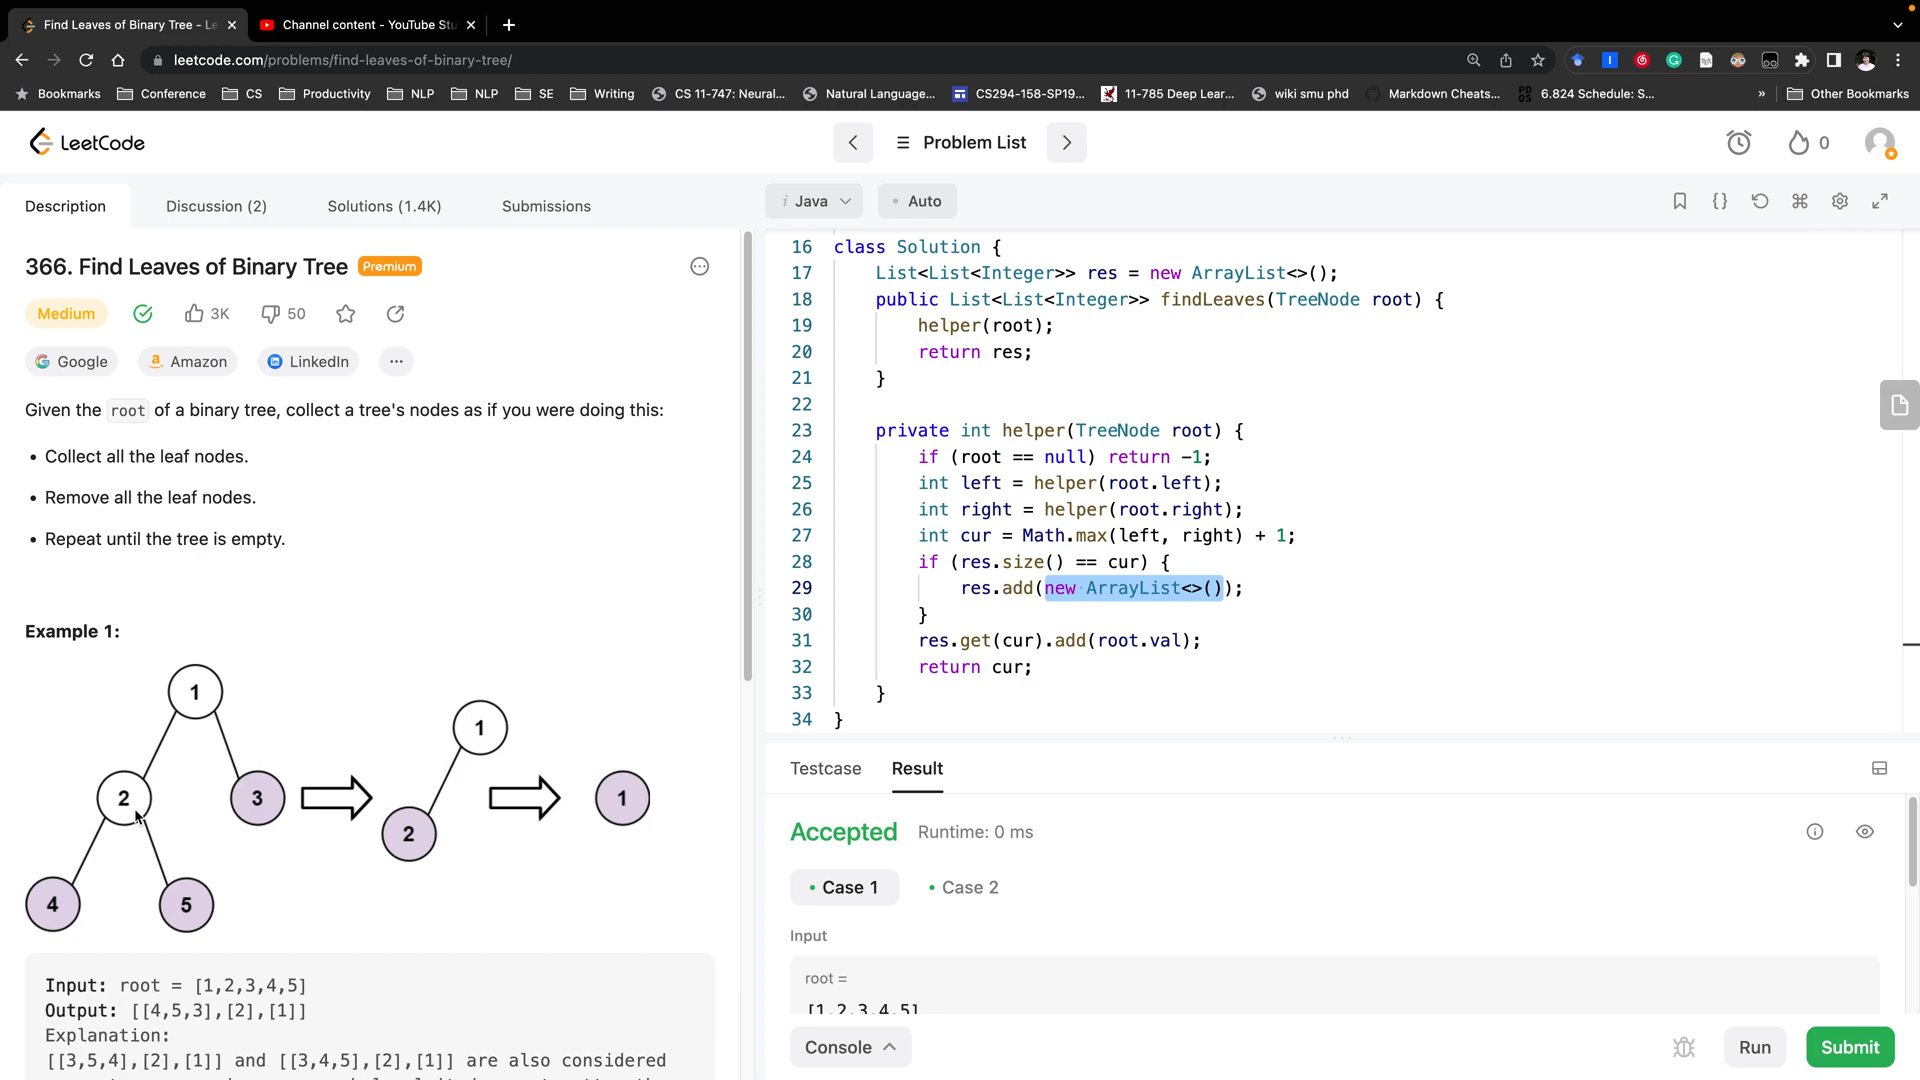 Find Leaves of Binary Tree - Le
Channel content - YouTube Stu
leetcode.com/problems/find-leaves-of-binary-tree/
Bookmarks Conference CS Productivity NLP NLP SE Writing CS 11-747: Neural... Natural Language... CS294-158-SP19... 11-785 Deep Lear... wiki smu phd Markdown Cheats... 6.824 Schedule: S... » Other Bookmarks
LeetCode
Problem List
0
Description Discussion (2) Solutions (1.4K) Submissions
i Java
Auto
366. Find Leaves of Binary Tree Premium
Medium 3K 50
Google Amazon LinkedIn ...
Given the root of a binary tree, collect a tree's nodes as if you were doing this:
• Collect all the leaf nodes.
• Remove all the leaf nodes.
• Repeat until the tree is empty.
Example 1:
1
1
2 3 1
2
4 5
Input: root = [1,2,3,4,5]
Output: [[4,5,3],[2],[1]]
Explanation:
[[3,5,4],[2],[1]] and [[3,4,5],[2],[1]] are also considered
16 class Solution {
17 List<List<Integer>> res = new ArrayList<>();
18 public List<List<Integer>> findLeaves(TreeNode root) {
19 helper(root);
20 return res;
21 }
22
23 private int helper(TreeNode root) {
24 if (root == null) return -1;
25 int left = helper(root.left);
26 int right = helper(root.right);
27 int cur = Math.max(left, right) + 1;
28 if (res.size() == cur) {
29 res.add(new ArrayList<>());
30 }
31 res.get(cur).add(root.val);
32 return cur;
33 }
34 }
Testcase Result
Accepted Runtime: 0 ms
• Case 1 • Case 2
Input
root =
[1,2,3,4,5]
Console Run Submit